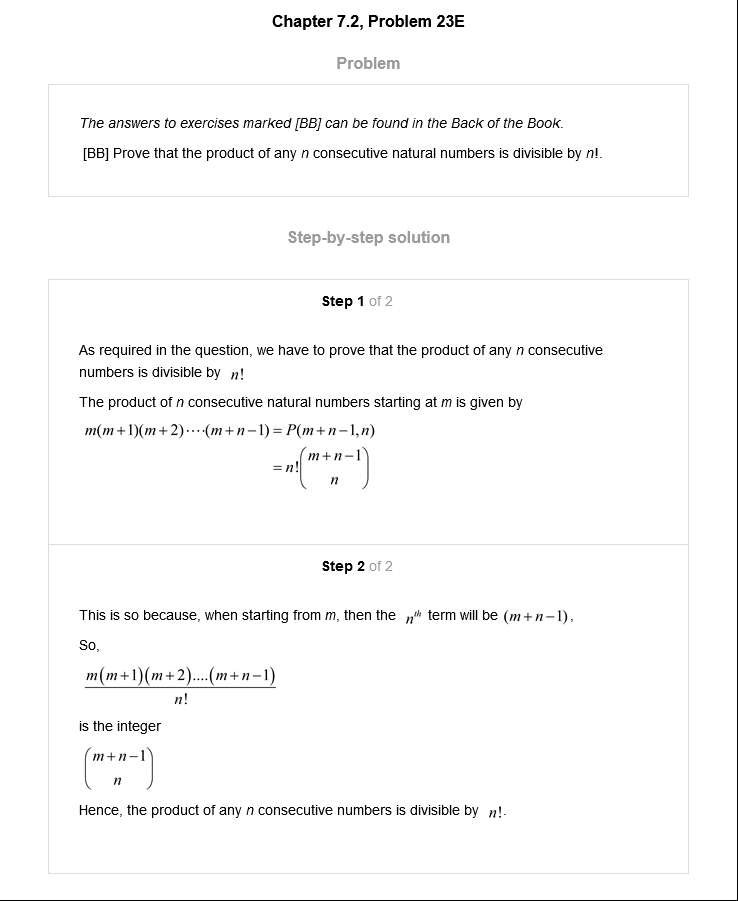 Chapter 7.2, Problem 23E
Problem
The answers to exercises marked [BB] can be found in the Back of the Book.
[BB] Prove that the product of any n consecutive natural numbers is divisible by n!.
Step-by-step solution
Step 1 of 2
As required in the question, we have to prove that the product of any n consecutive
numbers is divisible by n!
The product of n consecutive natural numbers starting at m is given by
m(m+1)(m+2)····(m+n−1) = P(m+n−1,n)
= n!(m+n−1
n)
Step 2 of 2
This is so because, when starting from m, then the nth term will be (m+n−1),
So,
m(m+1)(m+2)....(m+n−1)
n!
is the integer
(m+n−1
n)
Hence, the product of any n consecutive numbers is divisible by n!.